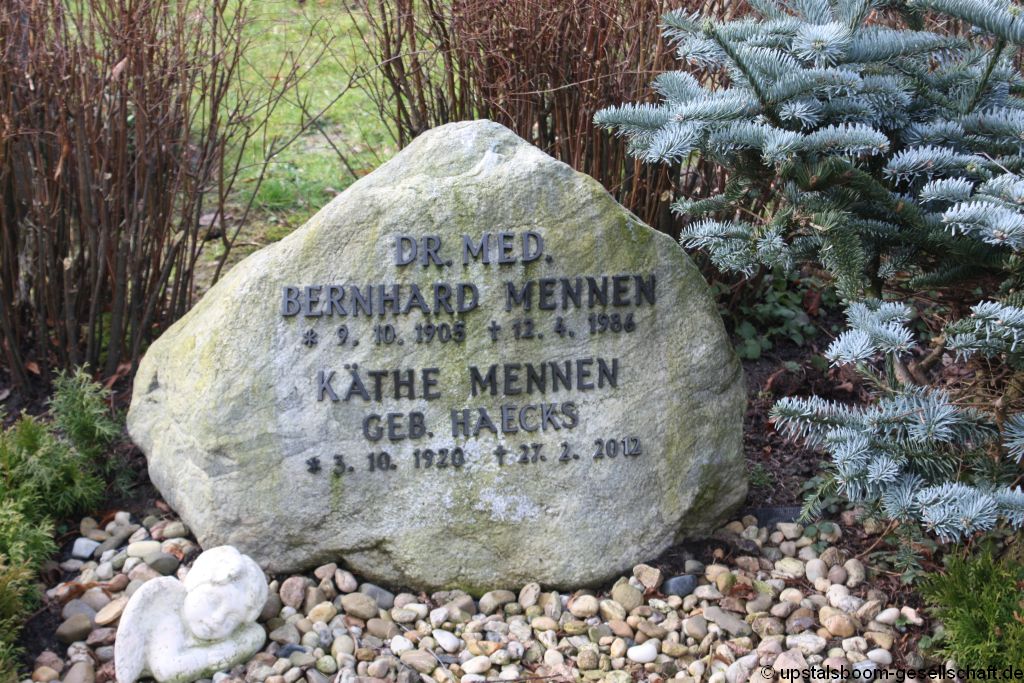 DR. MED.
BERNHARD MENNEN
* 9. 10. 1905 † 12. 4. 1986
KÄTHE MENNEN
GEB. HAECKS
* 3. 10. 1920 † 27. 2. 2012
© upstalsboom-gesellschaft.de